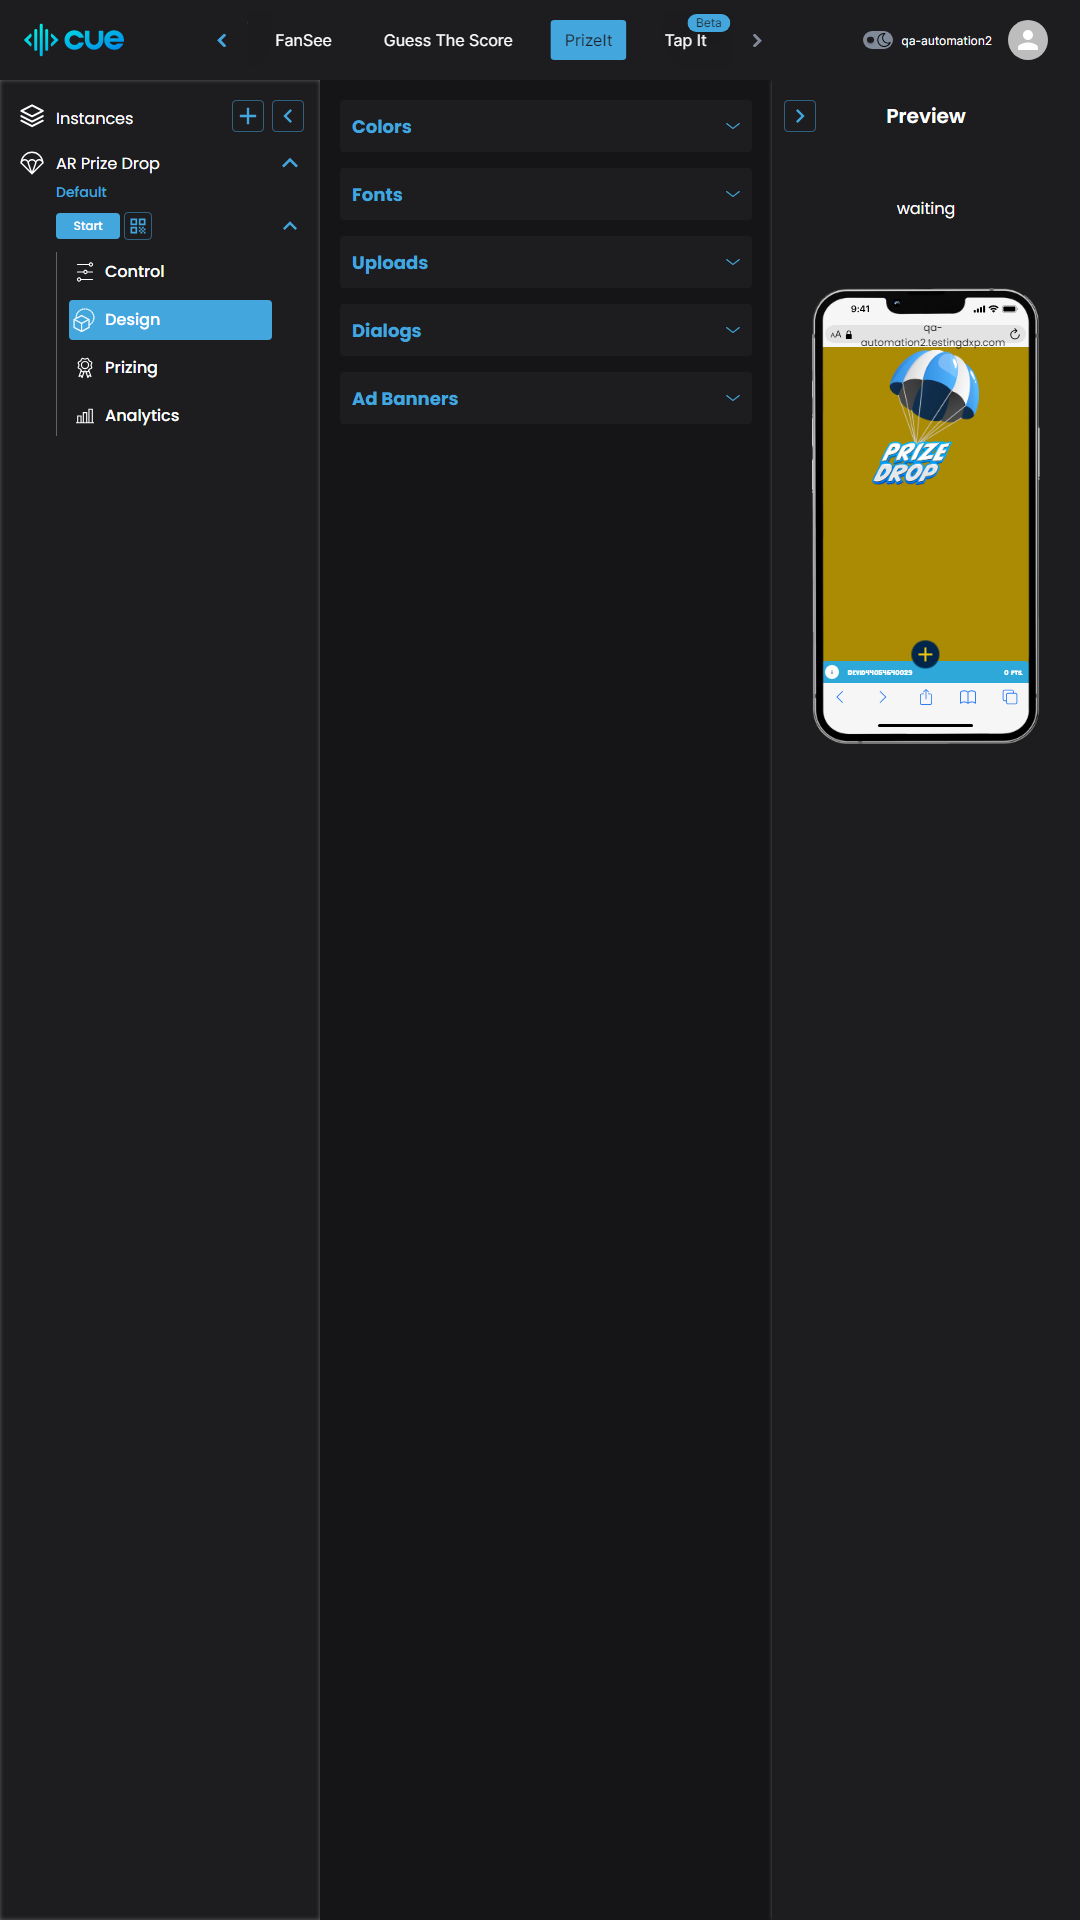 cue
FanSee
Guess The Score
PrizeIt
Tap It
Beta
qa-automation2
Instances
AR Prize Drop
Default
Start
Control
Design
Prizing
Analytics
Colors
Fonts
Uploads
Dialogs
Ad Banners
Preview
waiting
9:41
AA
qa-
automation2.testingdxp.com
PRIZE
DROP
0 PTS.